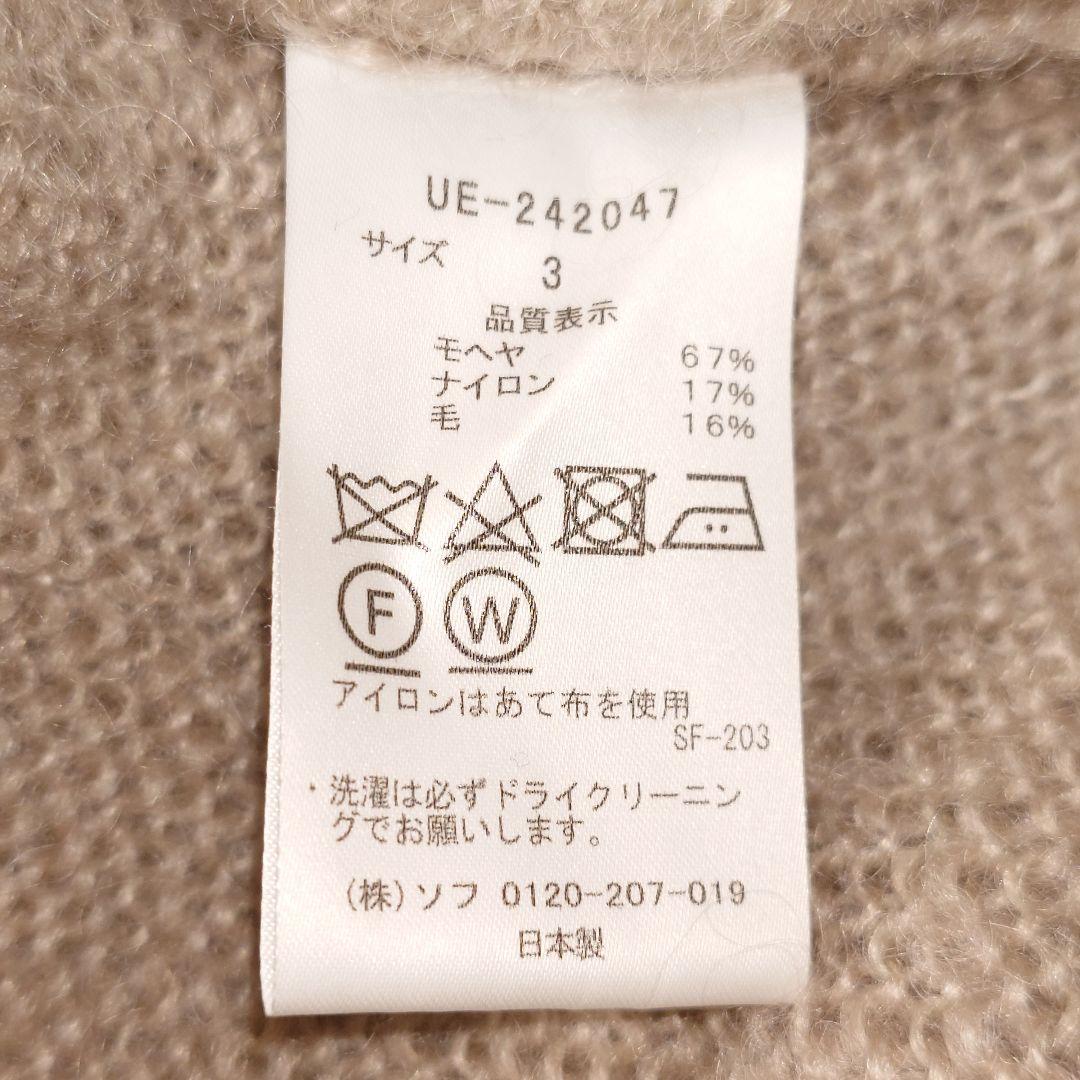 UE-242047
サイズ 3
品質表示
モヘヤ 67%
ナイロン 17%
毛 16%
F W
アイロンはあて布を使用
SF-203
・洗濯は必ずドライクリーニン
グでお願いします。
(株)ソフ 0120-207-019
日本製